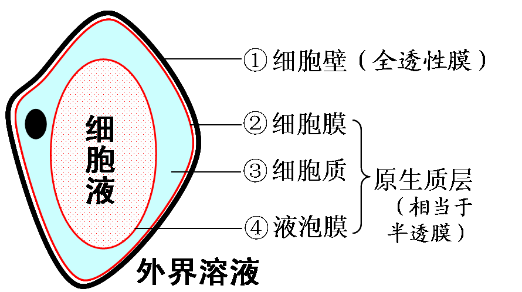 ①细胞壁（全透性膜）
②细胞膜
③细胞质
④液泡膜
原生质层
（相当于
半透膜）
细胞液
外界溶液